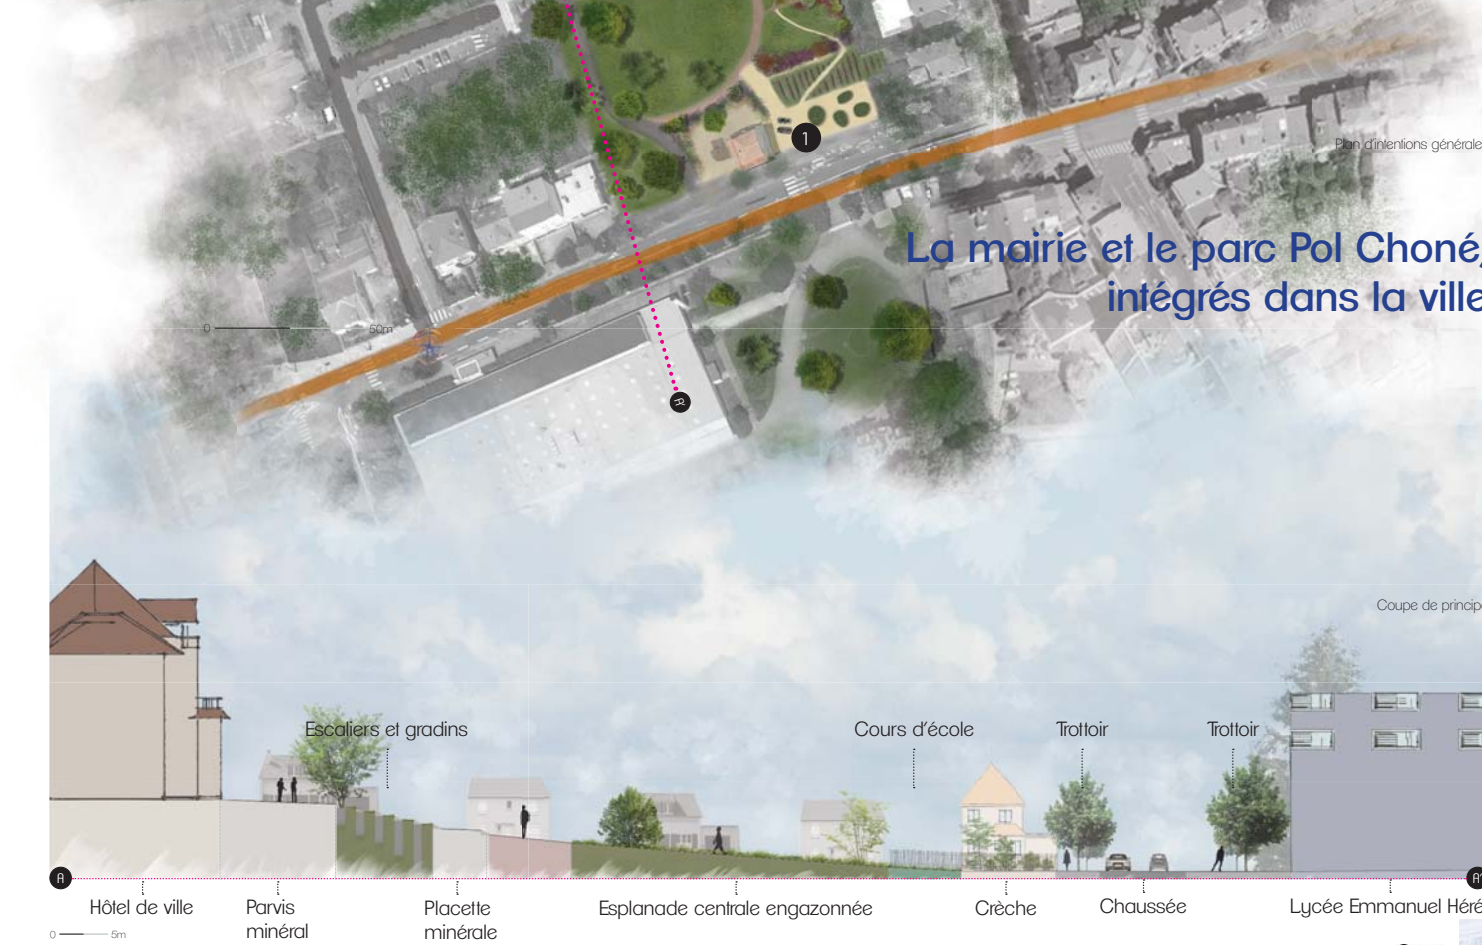 1
Plan d'intentions générale
La mairie et le parc Pol Choné,
intégrés dans la ville
0 50m
A'
Coupe de princip
Escaliers et gradins
Cours d'école
Trottoir
Trottoir
A
A'
Hôtel de ville
Parvis
minéral
Placette
minérale
Esplanade centrale engazonnée
Crèche
Chaussée
Lycée Emmanuel Héré
0 5m